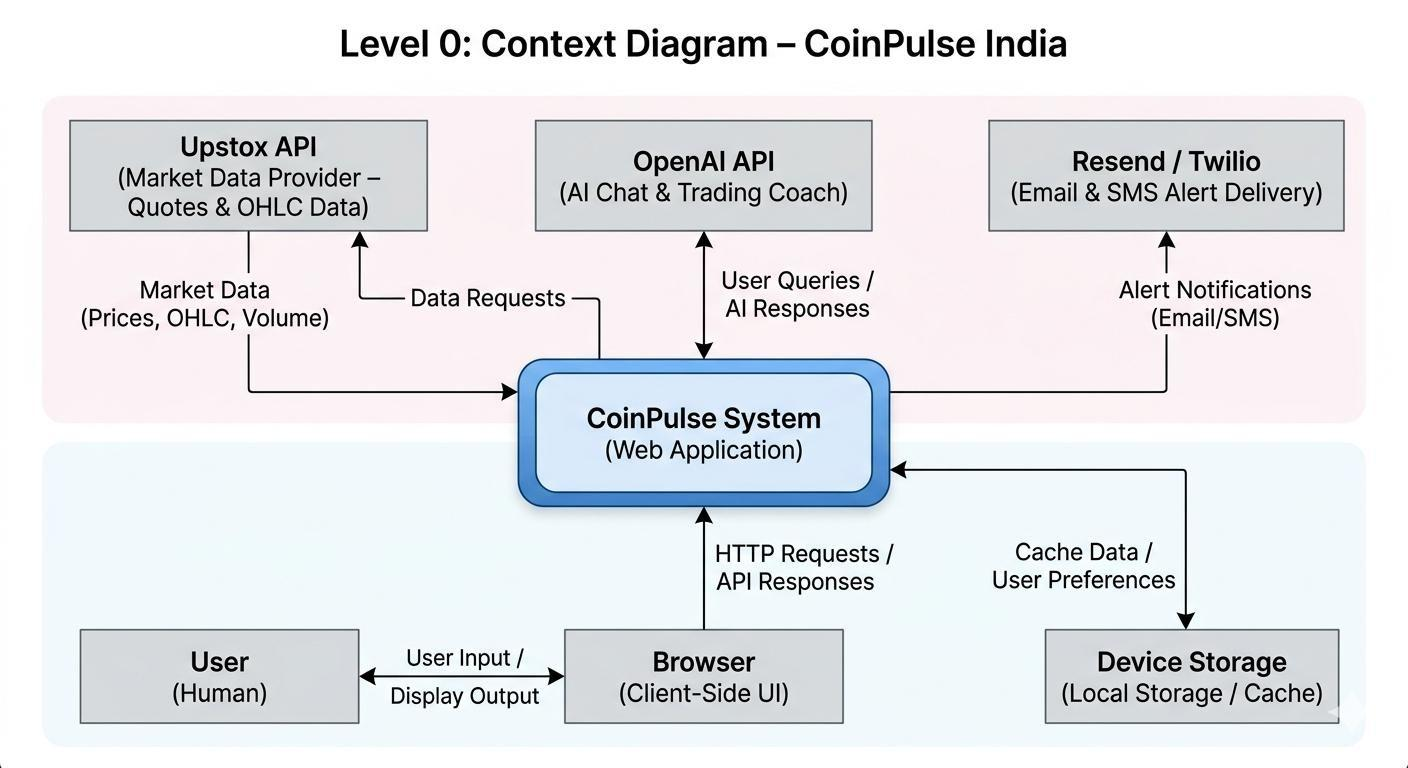 Level 0: Context Diagram – CoinPulse India
Upstox API
(Market Data Provider –
Quotes & OHLC Data)
OpenAI API
(AI Chat & Trading Coach)
Resend / Twilio
(Email & SMS Alert Delivery)
Market Data
(Prices, OHLC, Volume)
Data Requests
User Queries /
AI Responses
Alert Notifications
(Email/SMS)
CoinPulse System
(Web Application)
HTTP Requests /
API Responses
Cache Data /
User Preferences
User
(Human)
User Input /
Display Output
Browser
(Client-Side UI)
Device Storage
(Local Storage / Cache)